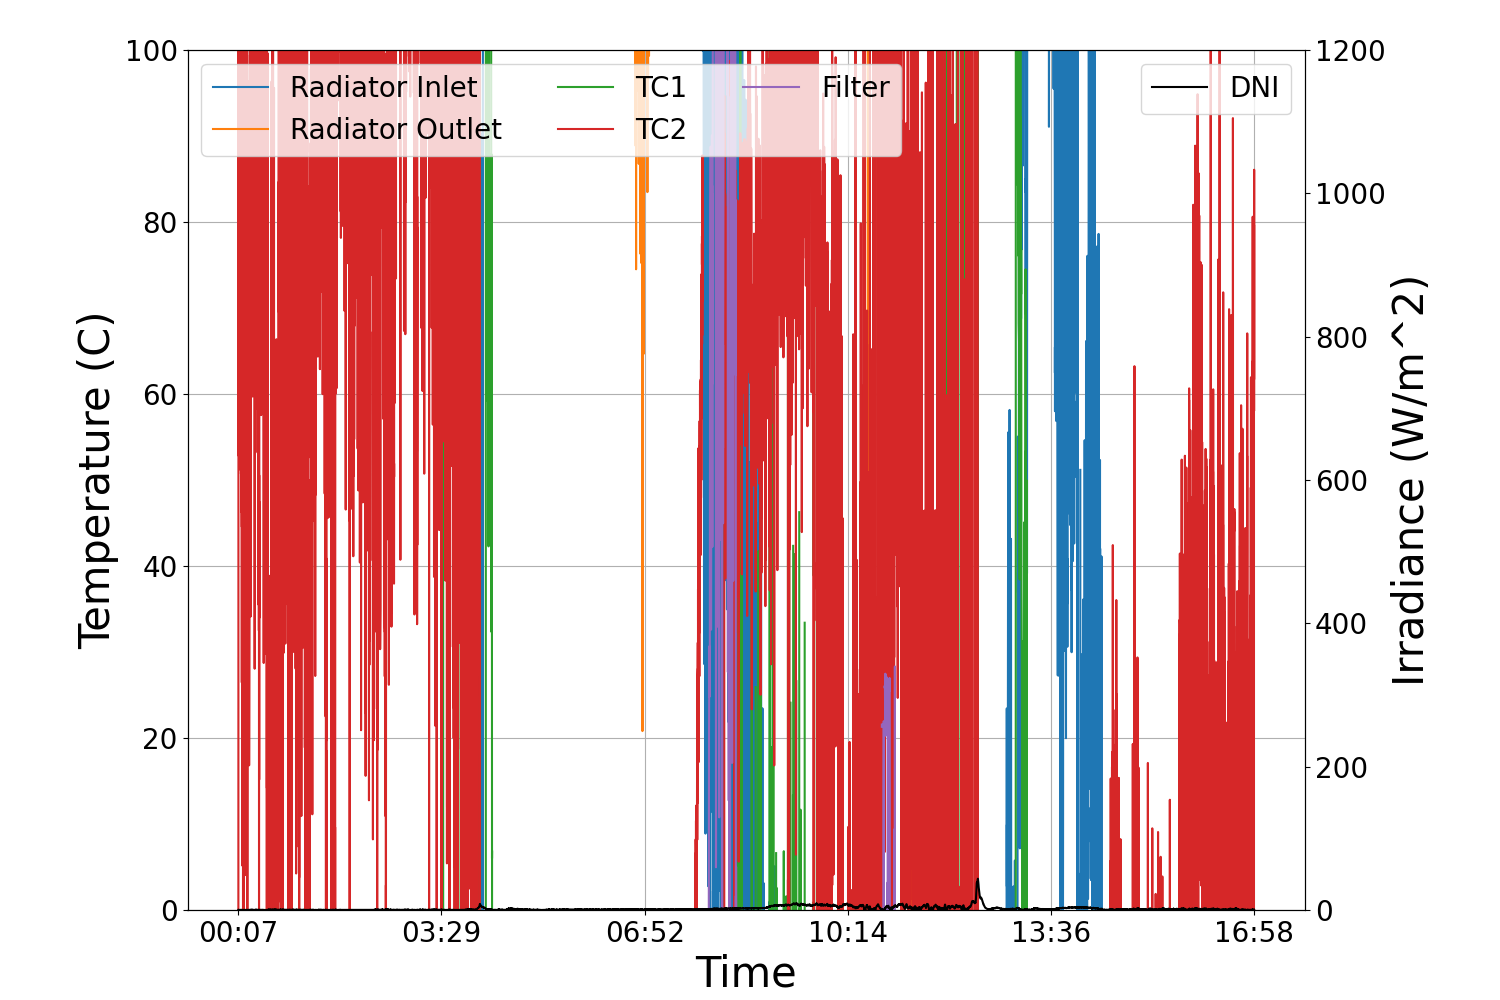 100
80
60
40
20
0
Temperature (C)
Radiator Inlet
Radiator Outlet
TC1
TC2
Filter
DNI
1200
1000
800
600
400
200
0
Irradiance (W/m^2)
00:07 03:29 06:52 10:14 13:36 16:58
Time